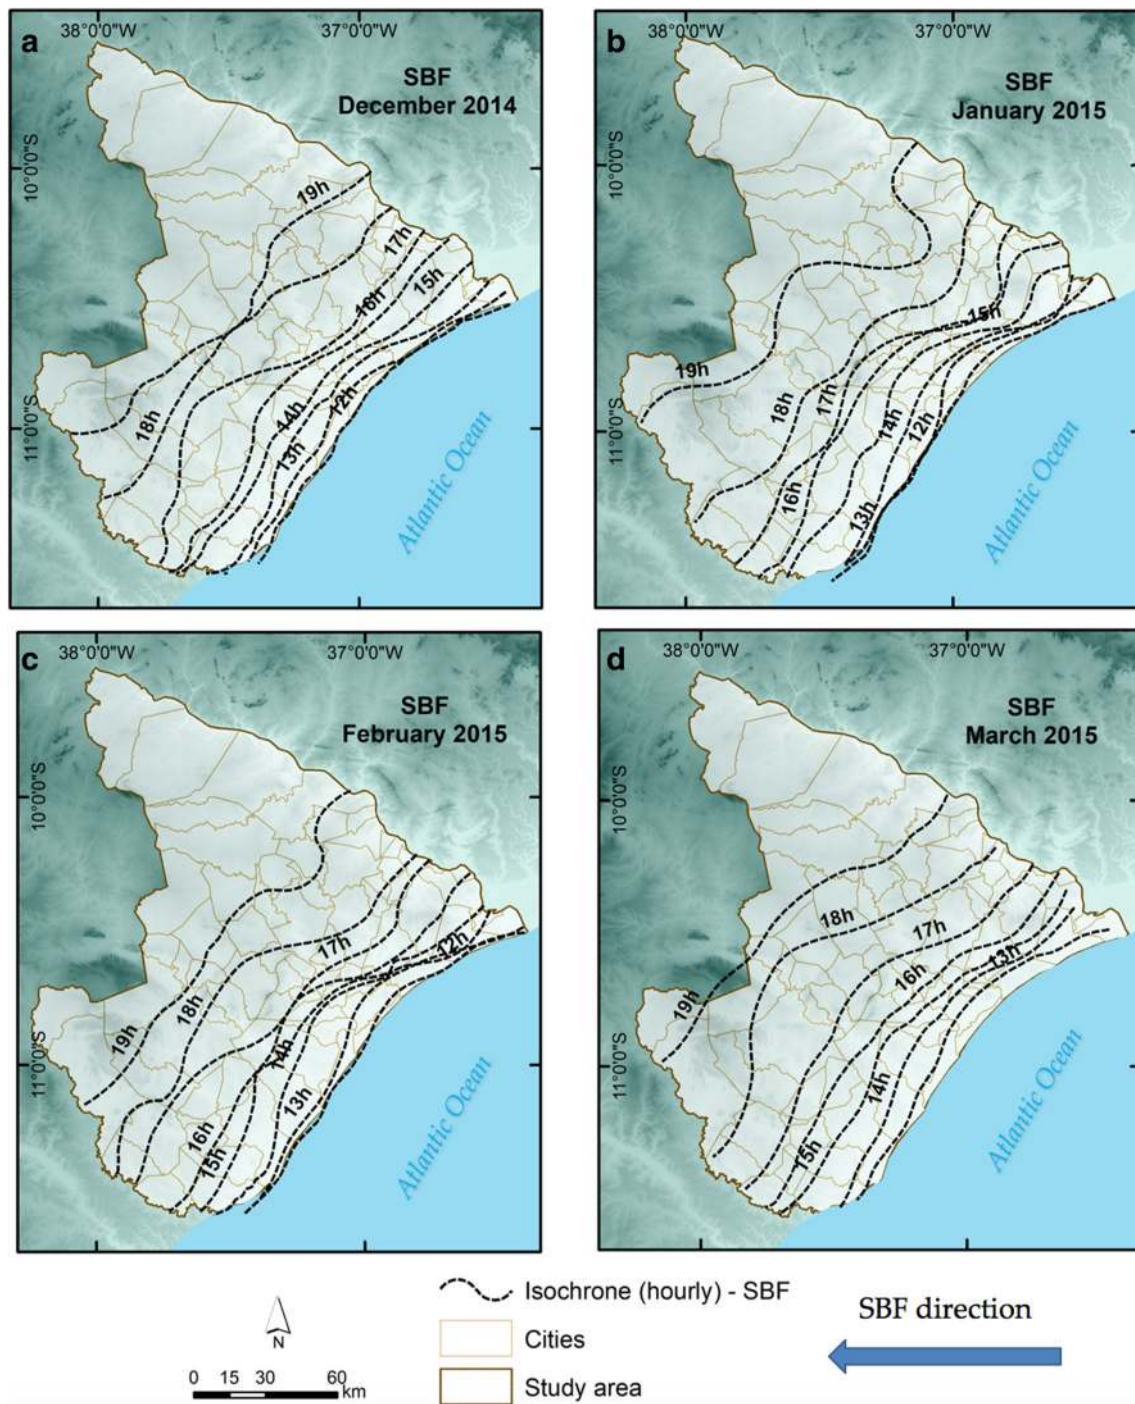 a
38°0'0"W
37°0'0"W
SBF
December 2014
10°0'0"S
11°0'0"S
19h
17h
15h
16h
12h
14h
18h
13h
Atlantic Ocean
b
38°0'0"W
37°0'0"W
SBF
January 2015
10°0'0"S
11°0'0"S
15h
19h
18h
17h
14h
12h
16h
13h
Atlantic Ocean
c
38°0'0"W
37°0'0"W
SBF
February 2015
10°0'0"S
11°0'0"S
17h
12h
18h
19h
14h
13h
16h
15h
Atlantic Ocean
d
38°0'0"W
37°0'0"W
SBF
March 2015
10°0'0"S
11°0'0"S
18h
17h
13h
16h
19h
14h
15h
Atlantic Ocean
N
0 15 30 60
km
Isochrone (hourly) - SBF
Cities
Study area
SBF direction